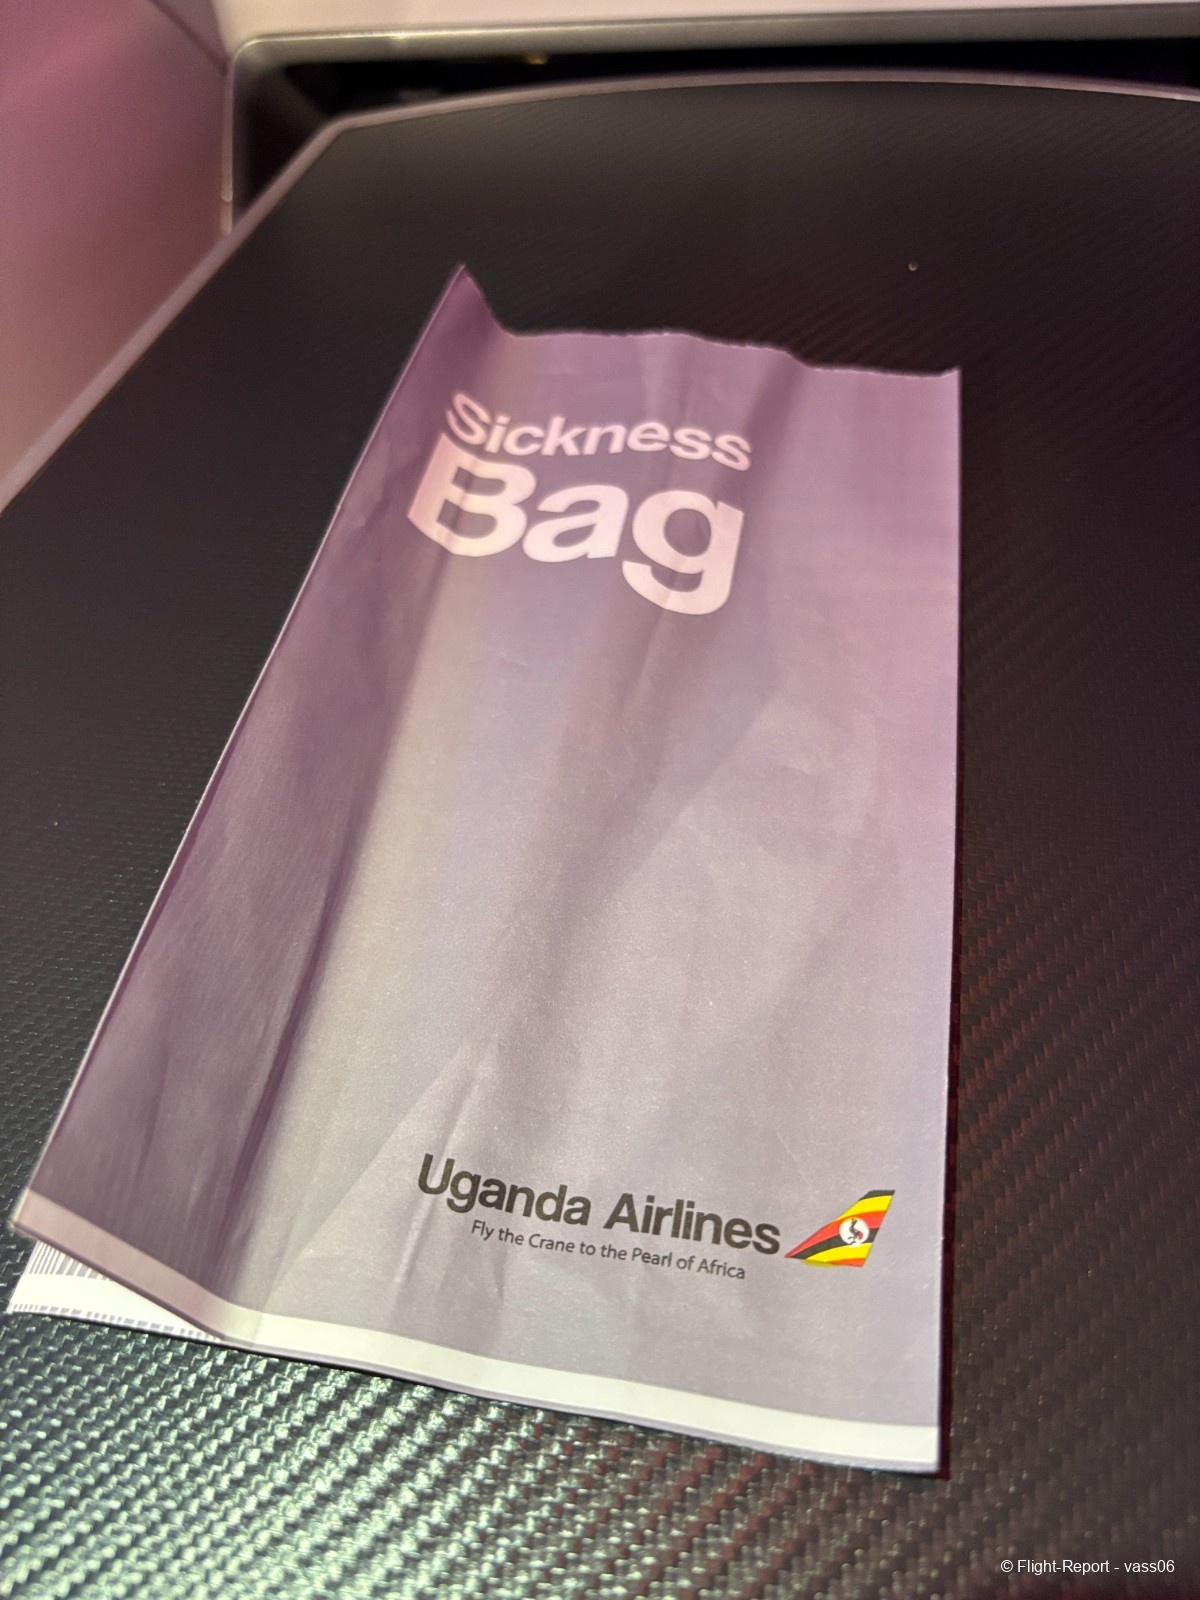 Sickness
Bag
Uganda Airlines
Fly the Crane to the Pearl of Africa
© Flight-Report - vass06